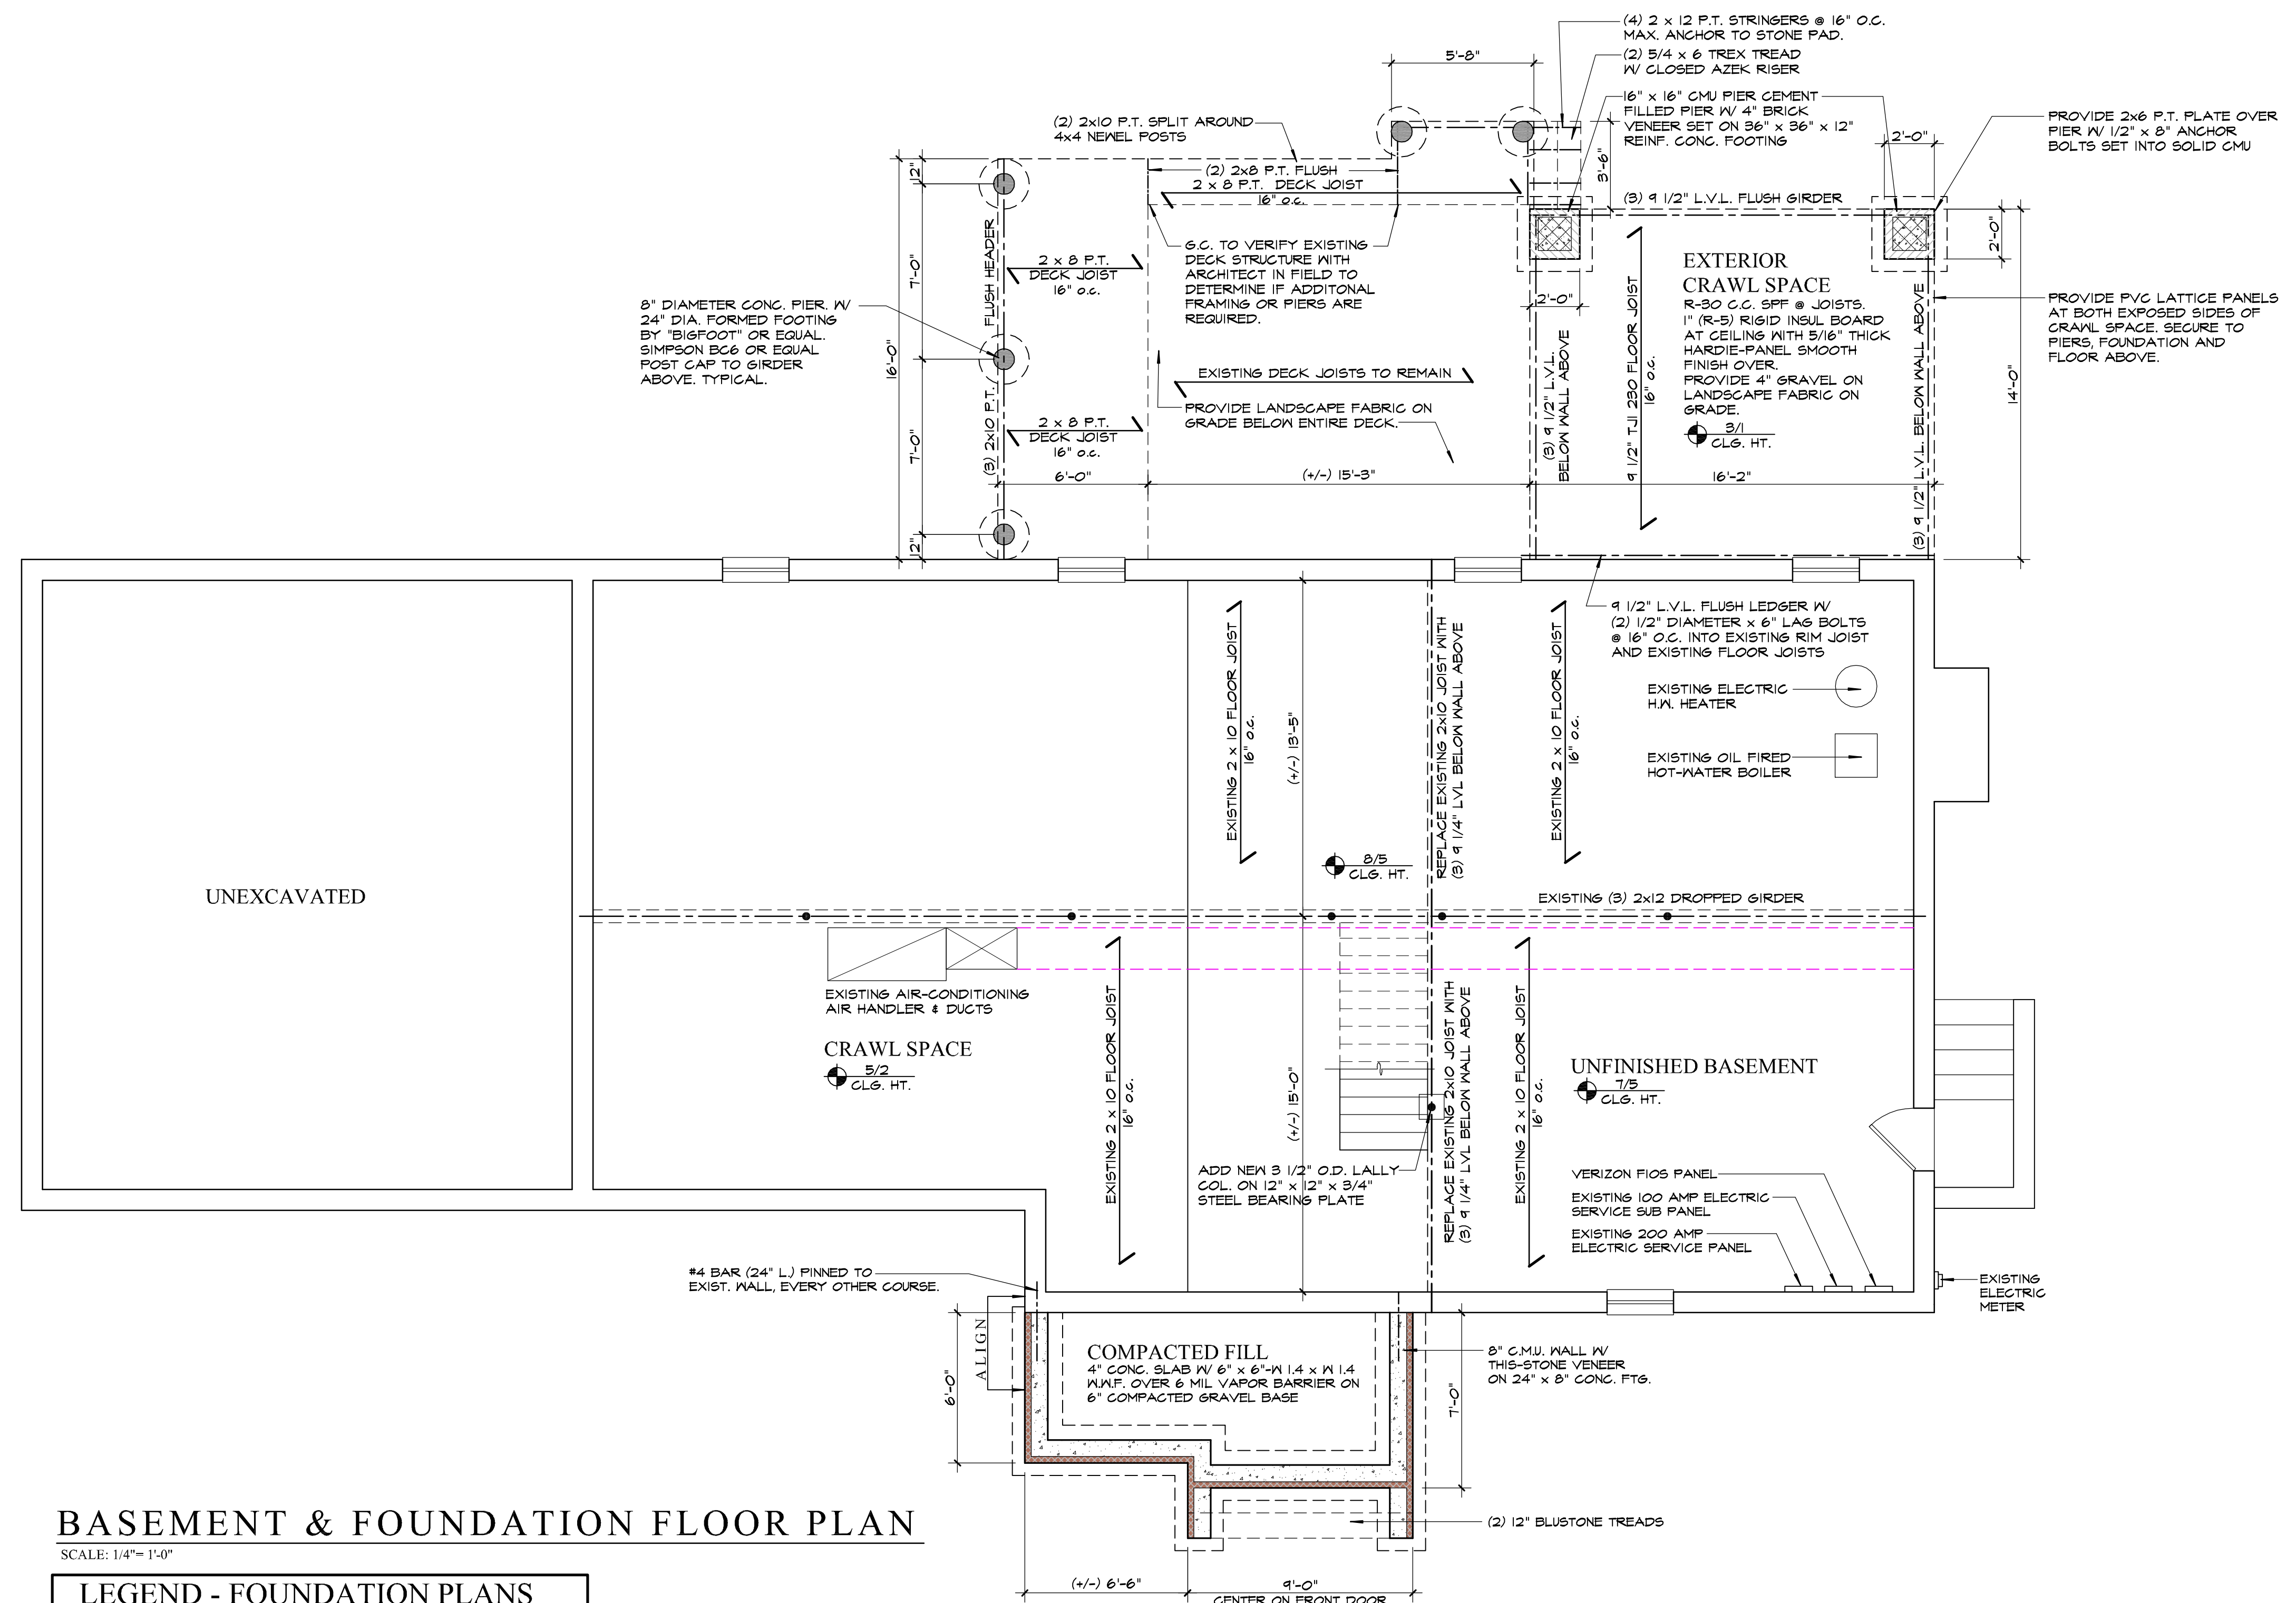 (4) 2 x 12 P.T. STRINGERS @ 16" O.C.
MAX. ANCHOR TO STONE PAD.
5'-8"
(2) 5/4 x 6 TREX TREAD
W/ CLOSED AZEK RISER
16" x 16" CMU PIER CEMENT
FILLED PIER W/ 4" BRICK
VENEER SET ON 36" x 36" x 12"
REINF. CONC. FOOTING
PROVIDE 2x6 P.T. PLATE OVER
PIER W/ 1/2" x 8" ANCHOR
BOLTS SET INTO SOLID CMU
(2) 2x10 P.T. SPLIT AROUND
4x4 NEWEL POSTS
2'-0"
3'-6"
12"
(2) 2x8 P.T. FLUSH
2 x 8 P.T. DECK JOIST
16" o.c.
(3) 9 1/2" L.V.L. FLUSH GIRDER
2'-0"
7'-0"
16'-0"
(3) 2x10 P.T. FLUSH HEADER
2 x 8 P.T.
DECK JOIST
16" o.c.
G.C. TO VERIFY EXISTING
DECK STRUCTURE WITH
ARCHITECT IN FIELD TO
DETERMINE IF ADDITONAL
FRAMING OR PIERS ARE
REQUIRED.
2'-0"
EXTERIOR
CRAWL SPACE
R-30 C.C. SPF @ JOISTS.
1" (R-5) RIGID INSUL BOARD
AT CEILING WITH 5/16" THICK
HARDIE-PANEL SMOOTH
FINISH OVER.
PROVIDE 4" GRAVEL ON
LANDSCAPE FABRIC ON
GRADE.
3/1
CLG. HT.
PROVIDE PVC LATTICE PANELS
AT BOTH EXPOSED SIDES OF
CRAWL SPACE. SECURE TO
PIERS, FOUNDATION AND
FLOOR ABOVE.
8" DIAMETER CONC. PIER. W/
24" DIA. FORMED FOOTING
BY "BIGFOOT" OR EQUAL.
SIMPSON BC6 OR EQUAL
POST CAP TO GIRDER
ABOVE. TYPICAL.
(3) 9 1/2" L.V.L.
BELOW WALL ABOVE
9 1/2" TJI 230 FLOOR JOIST
16" o.c.
(3) 9 1/2" L.V.L. BELOW WALL ABOVE
14'-0"
EXISTING DECK JOISTS TO REMAIN
PROVIDE LANDSCAPE FABRIC ON
GRADE BELOW ENTIRE DECK.
7'-0"
2 x 8 P.T.
DECK JOIST
16" o.c.
6'-0"
(+/-) 15'-3"
16'-2"
12"
9 1/2" L.V.L. FLUSH LEDGER W/
(2) 1/2" DIAMETER x 6" LAG BOLTS
@ 16" O.C. INTO EXISTING RIM JOIST
AND EXISTING FLOOR JOISTS
EXISTING 2 x 10 FLOOR JOIST
16" o.c.
(+/-) 13'-5"
REPLACE EXISTING 2x10 JOIST WITH
(3) 9 1/4" LVL BELOW WALL ABOVE
EXISTING 2 x 10 FLOOR JOIST
16" o.c.
EXISTING ELECTRIC
H.W. HEATER
EXISTING OIL FIRED
HOT-WATER BOILER
8/5
CLG. HT.
UNEXCAVATED
EXISTING (3) 2x12 DROPPED GIRDER
EXISTING AIR-CONDITIONING
AIR HANDLER & DUCTS
CRAWL SPACE
5/2
CLG. HT.
EXISTING 2 x 10 FLOOR JOIST
16" o.c.
(+/-) 15'-0"
REPLACE EXISTING 2x10 JOIST WITH
(3) 9 1/4" LVL BELOW WALL ABOVE
EXISTING 2 x 10 FLOOR JOIST
16" o.c.
UNFINISHED BASEMENT
7/5
CLG. HT.
ADD NEW 3 1/2" O.D. LALLY
COL. ON 12" x 12" x 3/4"
STEEL BEARING PLATE
VERIZON FIOS PANEL
EXISTING 100 AMP ELECTRIC
SERVICE SUB PANEL
EXISTING 200 AMP
ELECTRIC SERVICE PANEL
EXISTING
ELECTRIC
METER
#4 BAR (24" L.) PINNED TO
EXIST. WALL, EVERY OTHER COURSE.
ALIGN
6'-0"
COMPACTED FILL
4" CONC. SLAB W/ 6" x 6"-W 1.4 x W 1.4
W.W.F. OVER 6 MIL VAPOR BARRIER ON
6" COMPACTED GRAVEL BASE
7'-0"
8" C.M.U. WALL W/
THIS-STONE VENEER
ON 24" x 8" CONC. FTG.
(2) 12" BLUSTONE TREADS
BASEMENT & FOUNDATION FLOOR PLAN
SCALE: 1/4"= 1'-0"
LEGEND - FOUNDATION PLANS
(+/-) 6'-6"
9'-0"
CENTER ON FRONT DOOR